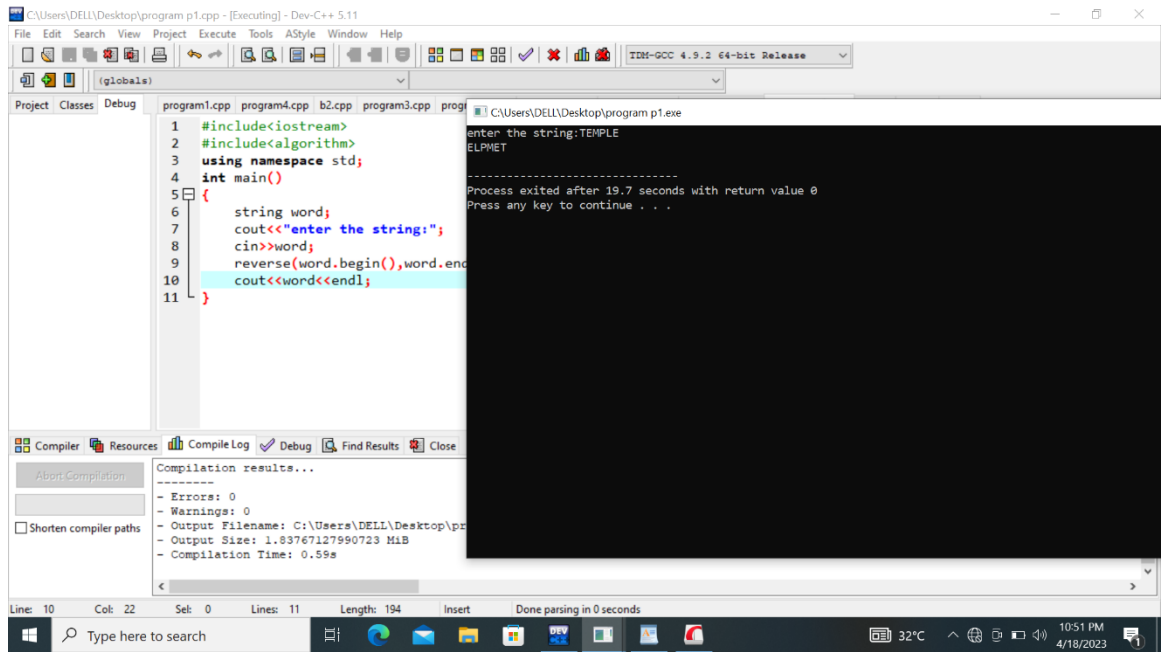 C:\Users\DELL\Desktop\program p1.cpp - [Executing] - Dev-C++ 5.11
File Edit Search View Project Execute Tools AStyle Window Help
TDM-GCC 4.9.2 64-bit Release
(globals)
Project Classes Debug
program1.cpp program4.cpp b2.cpp program3.cpp progr
1 #include<iostream>
2 #include<algorithm>
3 using namespace std;
4 int main()
5 {
6 string word;
7 cout<<"enter the string:";
8 cin>>word;
9 reverse(word.begin(),word.end
10 cout<<word<<endl;
11 }
C:\Users\DELL\Desktop\program p1.exe
enter the string:TEMPLE
ELPMET
--------------------------------
Process exited after 19.7 seconds with return value 0
Press any key to continue . . .
Compiler Resources Compile Log Debug Find Results Close
Abort Compilation
Shorten compiler paths
Compilation results...
--------
- Errors: 0
- Warnings: 0
- Output Filename: C:\Users\DELL\Desktop\pr
- Output Size: 1.83767127990723 MiB
- Compilation Time: 0.59s
Line: 10 Col: 22 Sel: 0 Lines: 11 Length: 194 Insert Done parsing in 0 seconds
Type here to search
DEV
32°C
10:51 PM
4/18/2023
1